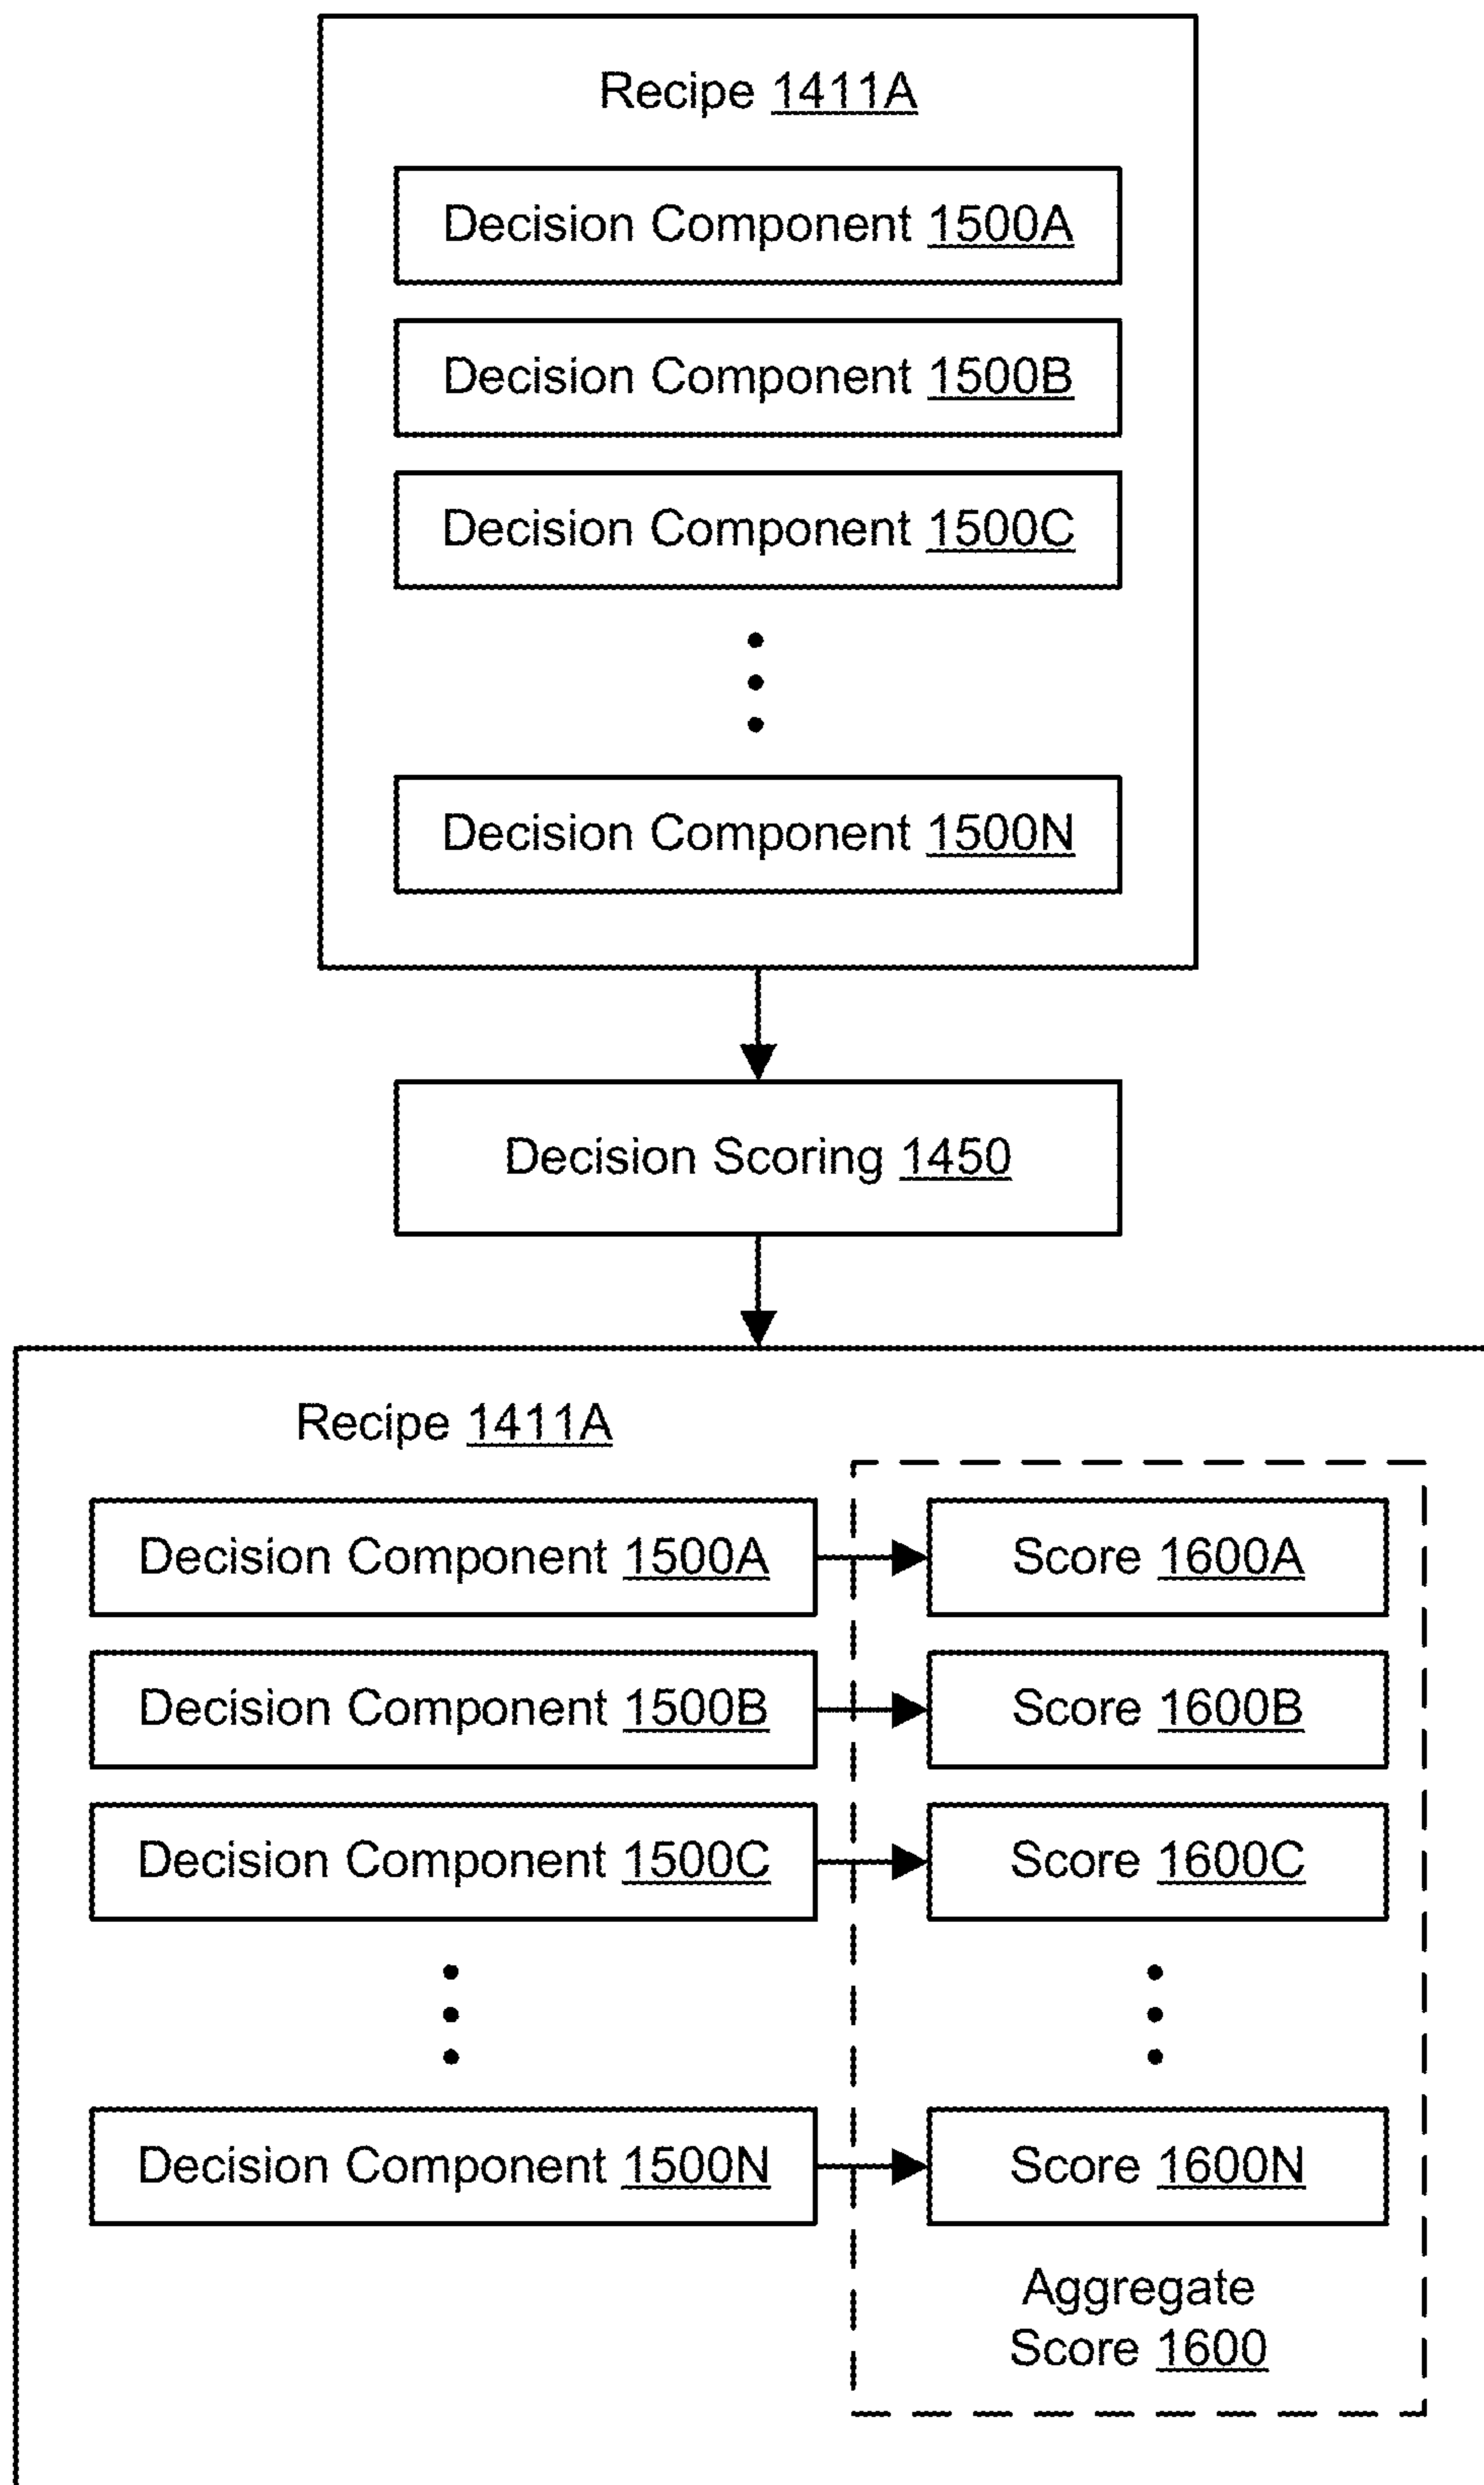 Recipe 1411A
Decision Component 1500A
Decision Component 1500B
Decision Component 1500C
Decision Component 1500N
Decision Scoring 1450
Recipe 1411A
Decision Component 1500A
Score 1600A
Decision Component 1500B
Score 1600B
Decision Component 1500C
Score 1600C
Decision Component 1500N
Score 1600N
Aggregate
Score 1600